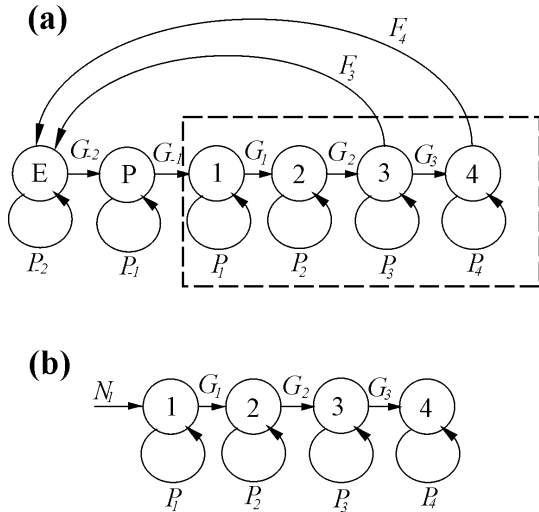 (a)
F₄
F₃
G₋₂ G₋₁ G₁ G₂ G₃
E P 1 2 3 4
P₋₂ P₋₁ P₁ P₂ P₃ P₄
(b)
N₁ G₁ G₂ G₃
1 2 3 4
P₁ P₂ P₃ P₄